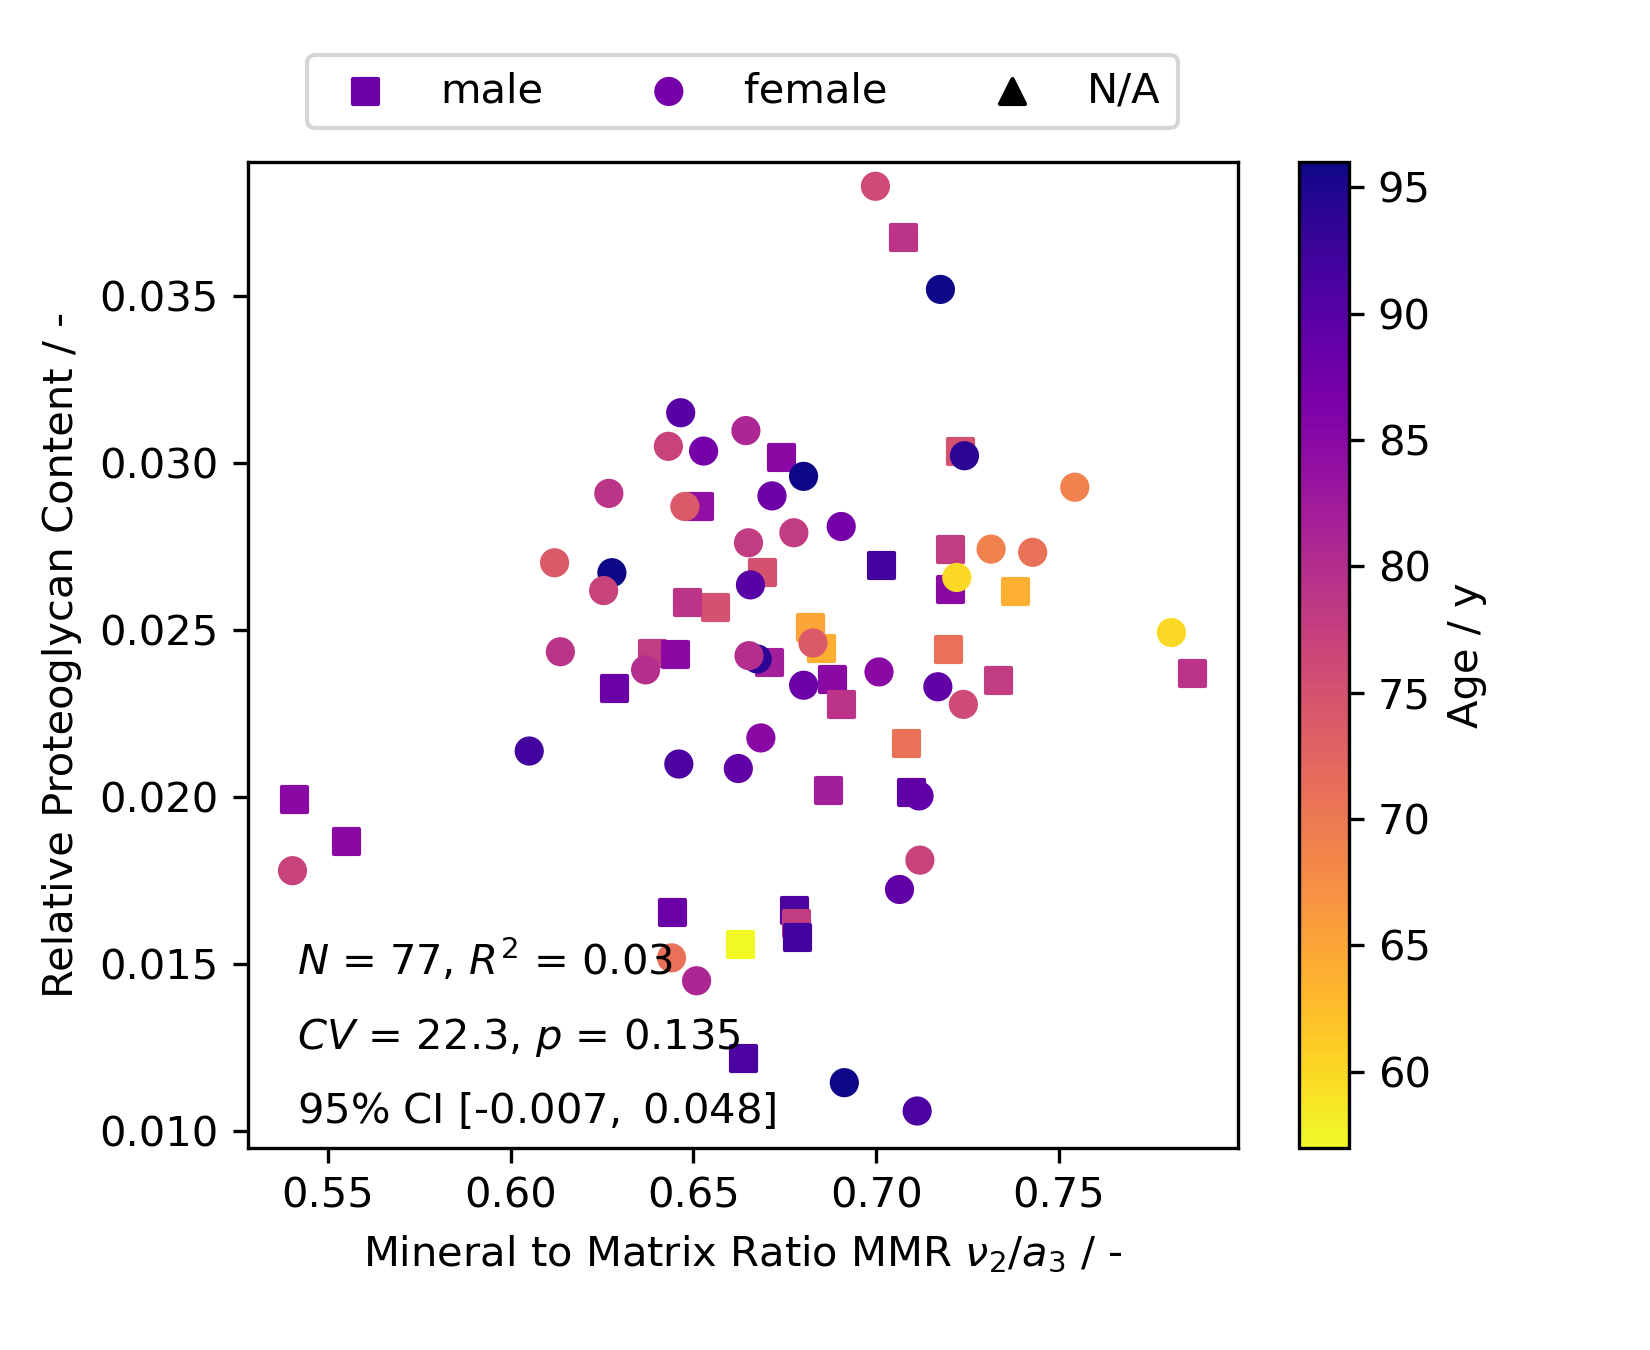 male female N/A
0.035
0.030
0.025
0.020
0.015
0.010
Relative Proteoglycan Content / -
N = 77, R² = 0.03
CV = 22.3, p = 0.135
95% CI [-0.007, 0.048]
0.55 0.60 0.65 0.70 0.75
Mineral to Matrix Ratio MMR ν₂/a₃ / -
95
90
85
80
75
70
65
60
Age / y